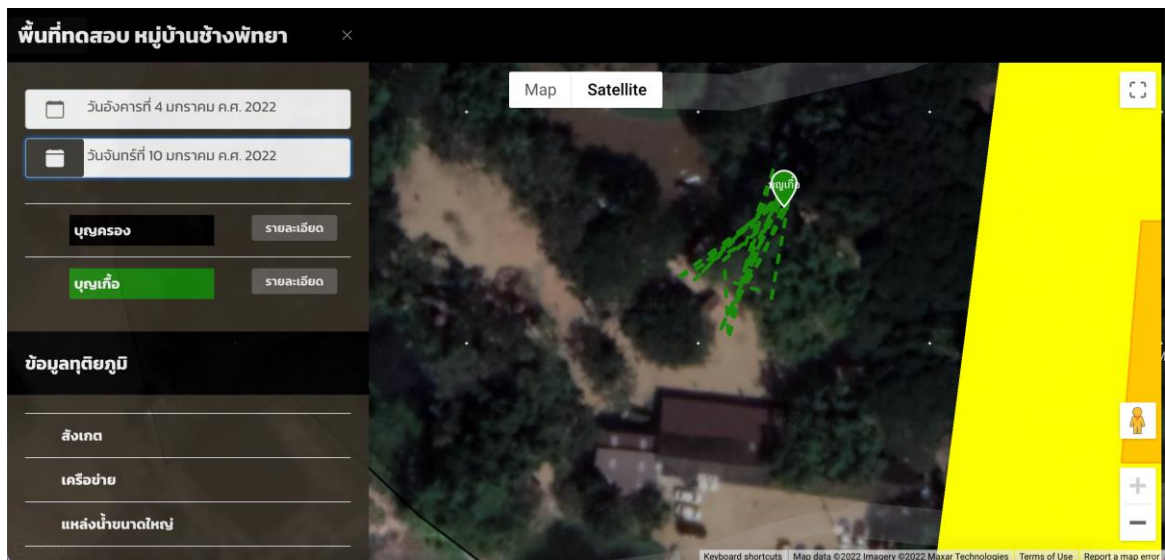 พื้นที่ทดสอบ หมู่บ้านช้างพัทยา ×
วันอังคารที่ 4 มกราคม ค.ศ. 2022
วันจันทร์ที่ 10 มกราคม ค.ศ. 2022
บุญครอง รายละเอียด
บุญเกื้อ รายละเอียด
ข้อมูลทุติยภูมิ
สังเกต
เครือข่าย
แหล่งน้ำขนาดใหญ่
Map Satellite
บุญเกื้อ
Keyboard shortcuts Map data ©2022 Imagery ©2022 Maxar Technologies Terms of Use Report a map error